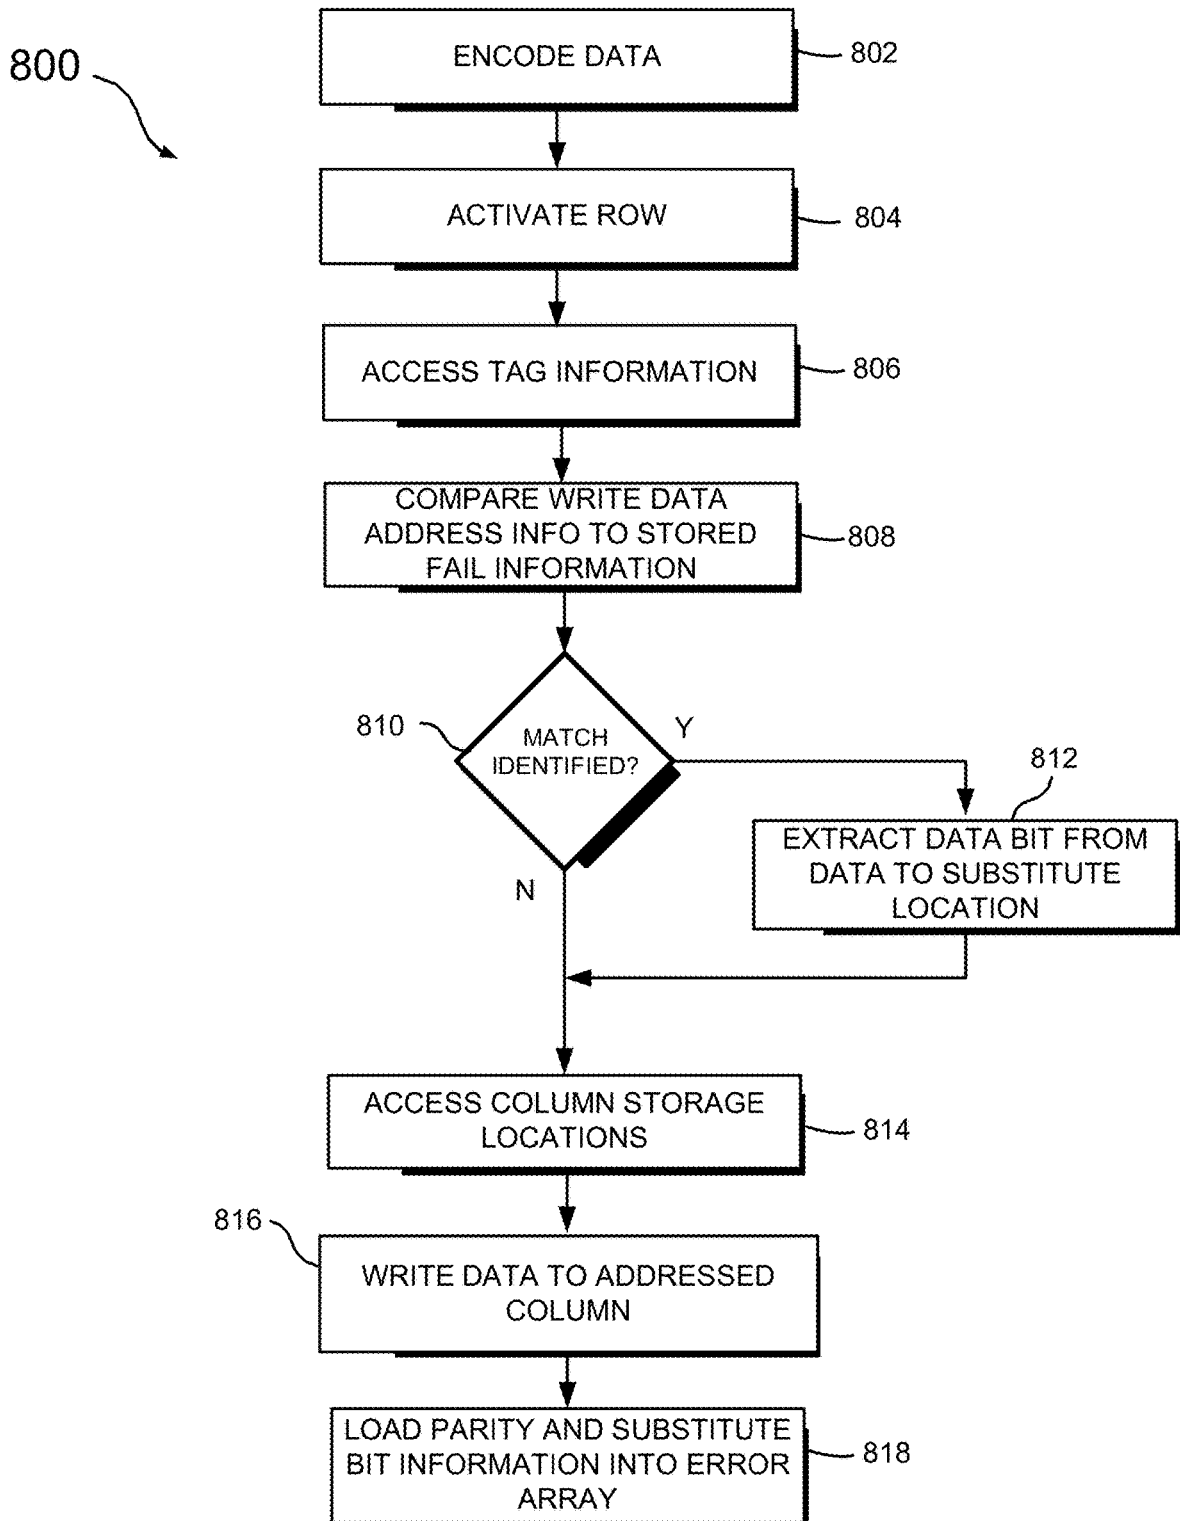 800
ENCODE DATA
802
ACTIVATE ROW
804
ACCESS TAG INFORMATION
806
COMPARE WRITE DATA
ADDRESS INFO TO STORED
FAIL INFORMATION
808
810
MATCH
IDENTIFIED?
Y
N
812
EXTRACT DATA BIT FROM
DATA TO SUBSTITUTE
LOCATION
ACCESS COLUMN STORAGE
LOCATIONS
814
816
WRITE DATA TO ADDRESSED
COLUMN
LOAD PARITY AND SUBSTITUTE
BIT INFORMATION INTO ERROR
ARRAY
818